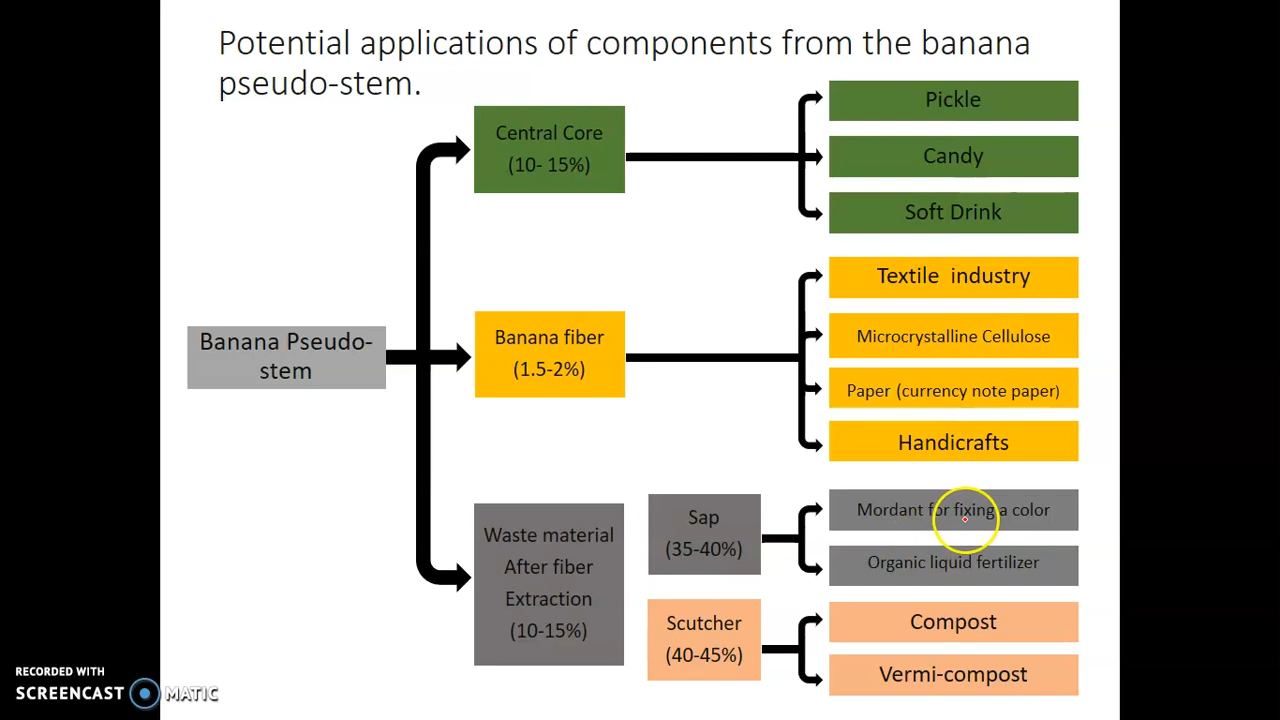 Potential applications of components from the banana
pseudo-stem.
Banana Pseudo-
stem
Central Core
(10- 15%)
Pickle
Candy
Soft Drink
Banana fiber
(1.5-2%)
Textile  industry
Microcrystalline Cellulose
Paper (currency note paper)
Handicrafts
Waste material
After fiber
Extraction
(10-15%)
Sap
(35-40%)
Mordant for fixing a color
Organic liquid fertilizer
Scutcher
(40-45%)
Compost
Vermi-compost
RECORDED WITH
SCREENCAST MATIC